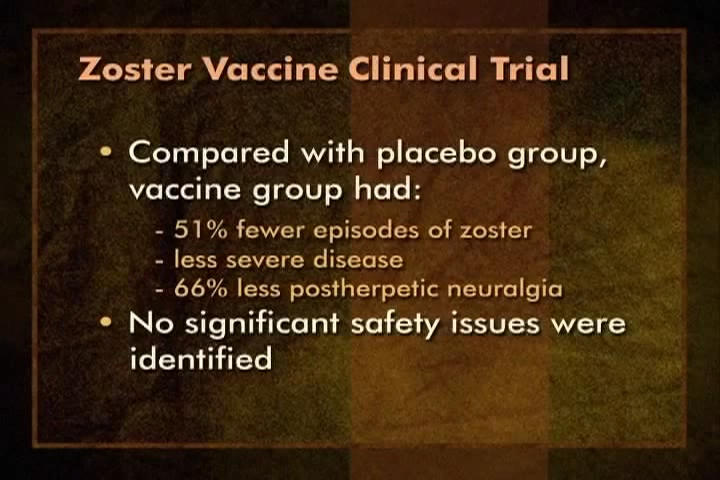 Zoster Vaccine Clinical Trial
• Compared with placebo group,
vaccine group had:
- 51% fewer episodes of zoster
- less severe disease
- 66% less postherpetic neuralgia
• No significant safety issues were
identified